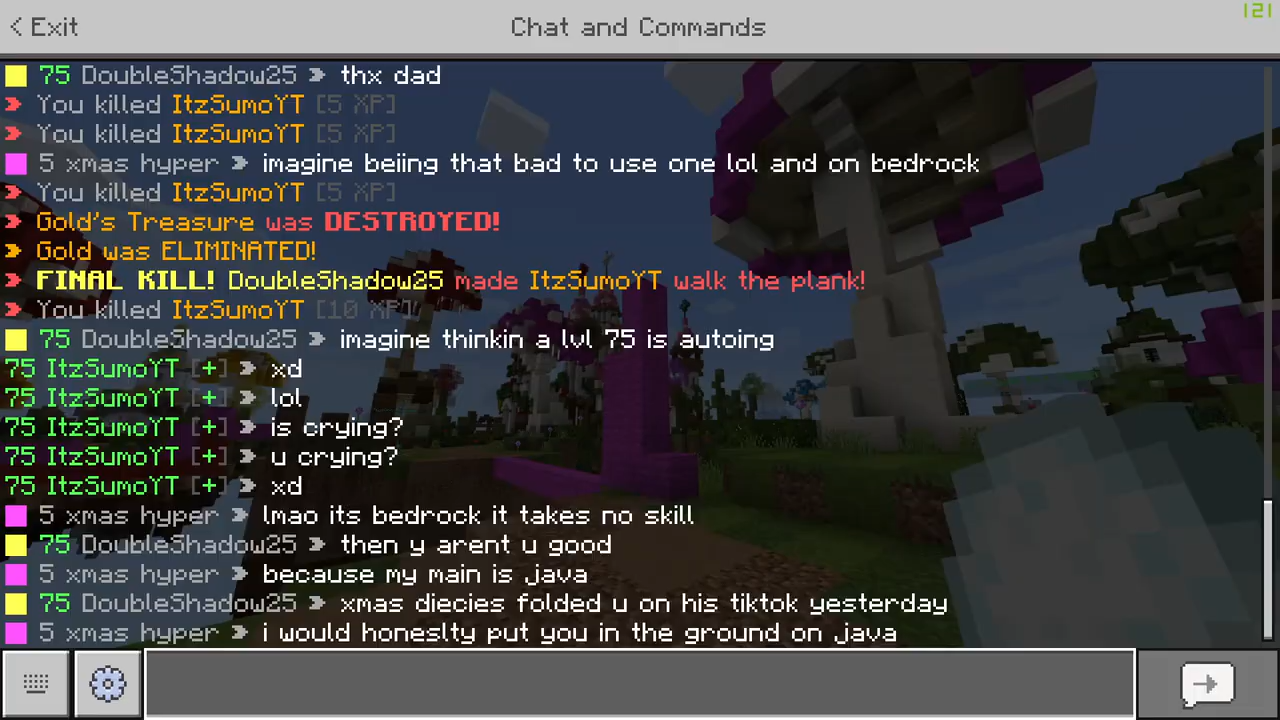 < Exit
Chat and Commands
121
75 DoubleShadow25 » thx dad
» You killed ItzSumoYT [5 XP]
» You killed ItzSumoYT [5 XP]
5 xmas hyper » imagine beiing that bad to use one lol and on bedrock
» You killed ItzSumoYT [5 XP]
» Gold's Treasure was DESTROYED!
» Gold was ELIMINATED!
» FINAL KILL! DoubleShadow25 made ItzSumoYT walk the plank!
» You killed ItzSumoYT [10 XP]
75 DoubleShadow25 » imagine thinkin a lvl 75 is autoing
75 ItzSumoYT [+] » xd
75 ItzSumoYT [+] » lol
75 ItzSumoYT [+] » is crying?
75 ItzSumoYT [+] » u crying?
75 ItzSumoYT [+] » xd
5 xmas hyper » lmao its bedrock it takes no skill
75 DoubleShadow25 » then y arent u good
5 xmas hyper » because my main is java
75 DoubleShadow25 » xmas diecies folded u on his tiktok yesterday
5 xmas hyper » i would honeslty put you in the ground on java